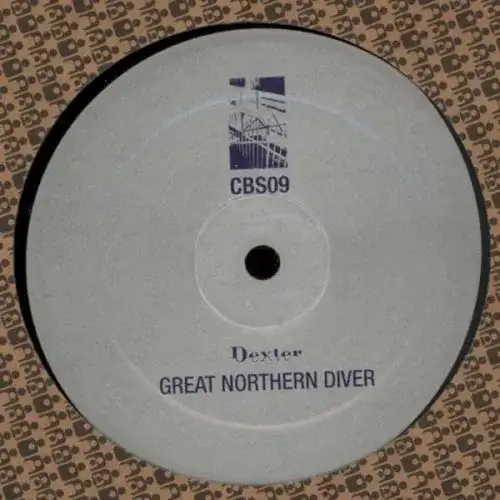 CBS09
Dexter
GREAT NORTHERN DIVER